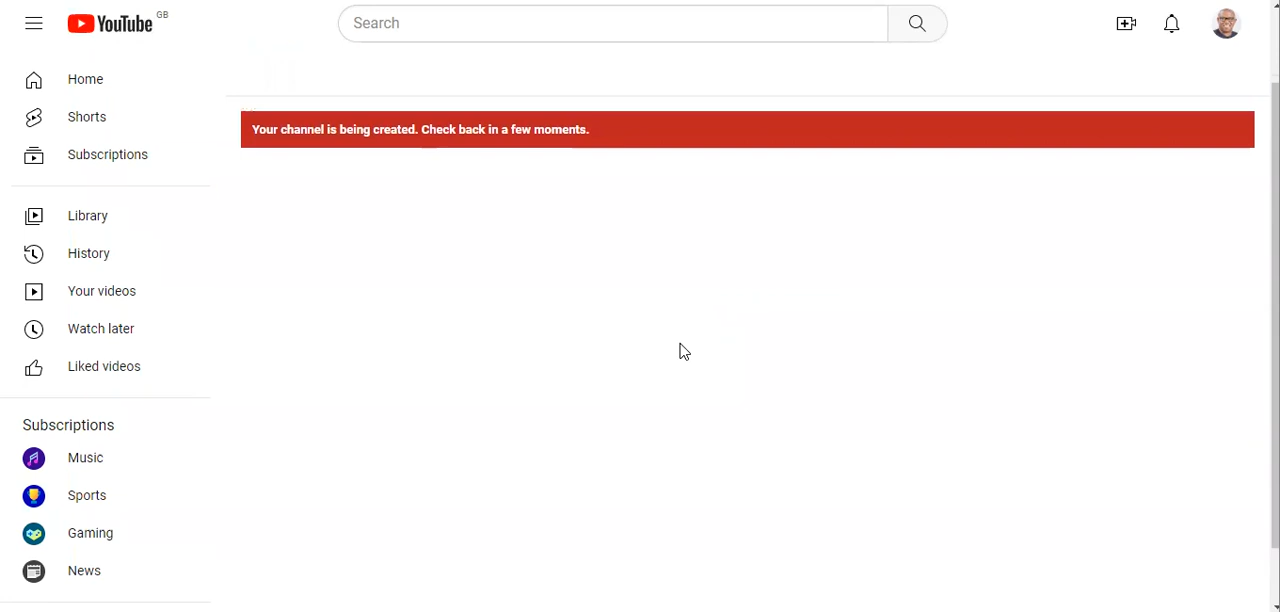 YouTube GB
Search
Home
Shorts
Subscriptions
Your channel is being created. Check back in a few moments.
Library
History
Your videos
Watch later
Liked videos
Subscriptions
Music
Sports
Gaming
News